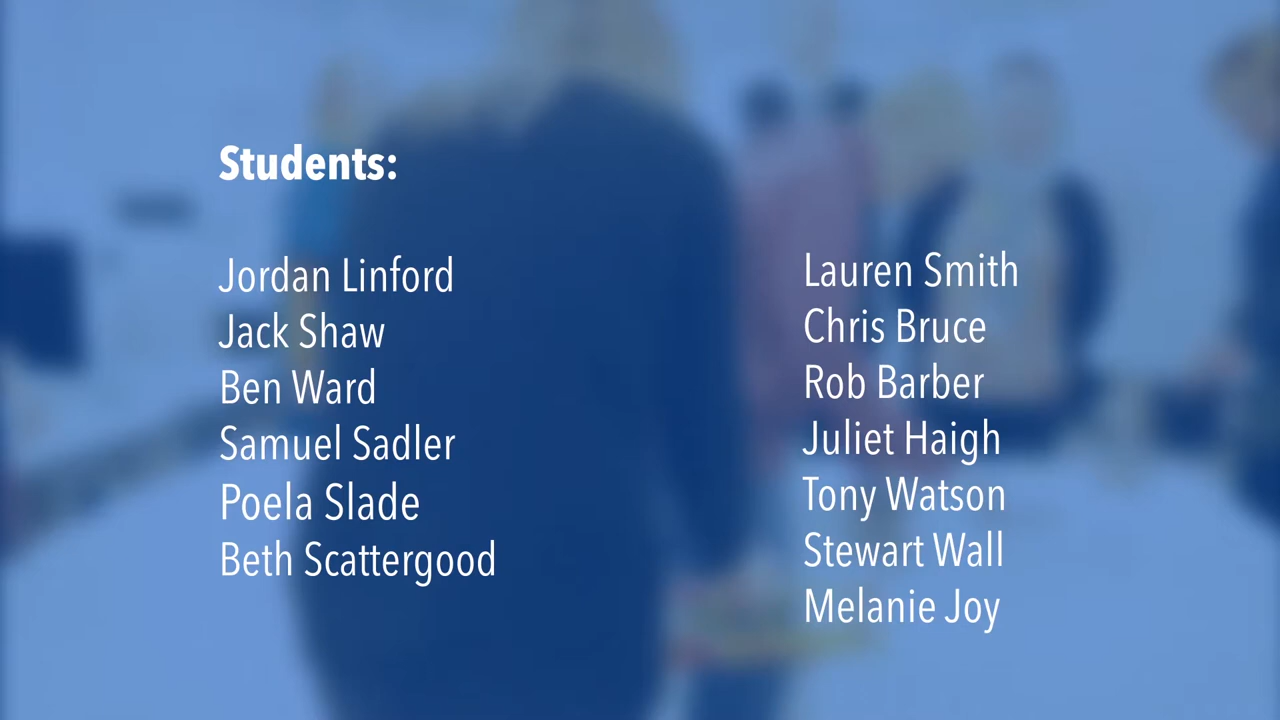 Students:
Jordan Linford
Jack Shaw
Ben Ward
Samuel Sadler
Poela Slade
Beth Scattergood
Lauren Smith
Chris Bruce
Rob Barber
Juliet Haigh
Tony Watson
Stewart Wall
Melanie Joy